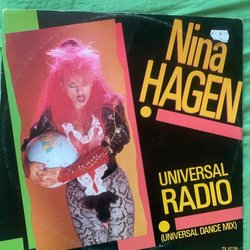 Nina
HAGEN
UNIVERSAL
RADIO
(UNIVERSAL DANCE MIX)